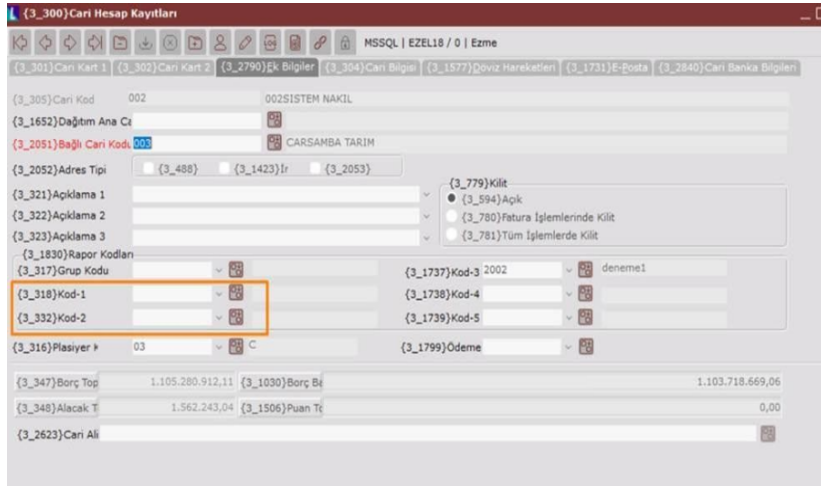 {3_300}Cari Hesap Kayıtları
MSSQL | EZEL18 / 0 | Ezme
{3_301}Cari Kart 1 {3_302}Cari Kart 2 {3_2790}Ek Bilgiler {3_304}Cari Bilgisi {3_1577}Döviz Hareketleri {3_1731}E-Posta {3_2840}Cari Banka Bilgileri
{3_305}Cari Kod 002 002SISTEM NAKIL
{3_1652}Dağıtım Ana Ca
{3_2051}Bağlı Cari Kodu 003 CARSAMBA TARIM
{3_2052}Adres Tipi {3_488} {3_1423}İr {3_2053}
{3_779}Kilit
{3_321}Açıklama 1 {3_594}Açık
{3_322}Açıklama 2 {3_780}Fatura İşlemlerinde Kilit
{3_323}Açıklama 3 {3_781}Tüm İşlemlerde Kilit
{3_1830}Rapor Kodları
{3_317}Grup Kodu {3_1737}Kod-3 2002 deneme1
{3_318}Kod-1 {3_1738}Kod-4
{3_332}Kod-2 {3_1739}Kod-5
{3_316}Plasiyer K 03 C {3_1799}Ödeme
{3_347}Borç Top 1.105.280.912,11 {3_1030}Borç Ba 1.103.718.669,06
{3_348}Alacak T 1.562.243,04 {3_1506}Puan To 0,00
{3_2623}Cari Alı